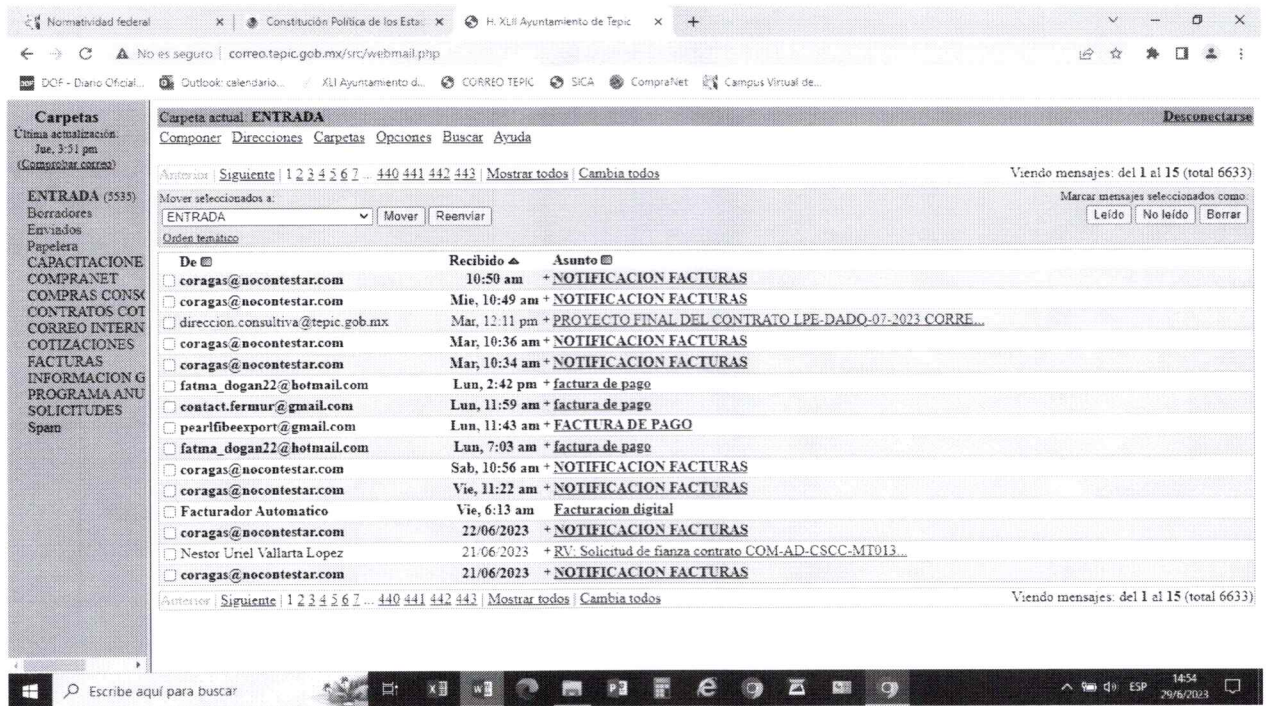 Normatividad federal × Constitución Política de los Esta: × H. XLII Ayuntamiento de Tepic × +
No es seguro | correo.tepic.gob.mx/src/webmail.php
DOF - Diario Oficial... Outlook: calendario... XLI Ayuntamiento d... CORREO TEPIC SICA CompraNet Campus Virtual de...
Carpetas
Última actualización:
Jue, 3:51 pm
(Comprobar correo)
ENTRADA (5535)
Borradores
Enviados
Papelera
CAPACITACIONE
COMPRANET
COMPRAS CONSO
CONTRATOS COT
CORREO INTERN
COTIZACIONES
FACTURAS
INFORMACION G
PROGRAMA ANU
SOLICITUDES
Spam
Carpeta actual: ENTRADA Desconectarse
Componer Direcciones Carpetas Opciones Buscar Ayuda
Anterior | Siguiente | 1 2 3 4 5 6 7 ... 440 441 442 443 | Mostrar todos | Cambia todos Viendo mensajes: del 1 al 15 (total 6633)
Mover seleccionados a: Marcar mensajes seleccionados como:
ENTRADA Mover Reenviar Leído No leído Borrar
Orden temático
De Recibido Asunto
coragas@nocontestar.com 10:50 am + NOTIFICACION FACTURAS
coragas@nocontestar.com Mie, 10:49 am + NOTIFICACION FACTURAS
direccion.consultiva@tepic.gob.mx Mar, 12:11 pm + PROYECTO FINAL DEL CONTRATO LPE-DADO-07-2023 CORRE...
coragas@nocontestar.com Mar, 10:36 am + NOTIFICACION FACTURAS
coragas@nocontestar.com Mar, 10:34 am + NOTIFICACION FACTURAS
fatma_dogan22@hotmail.com Lun, 2:42 pm + factura de pago
contact.fermur@gmail.com Lun, 11:59 am + factura de pago
pearlfibeexport@gmail.com Lun, 11:43 am + FACTURA DE PAGO
fatma_dogan22@hotmail.com Lun, 7:03 am + factura de pago
coragas@nocontestar.com Sab, 10:56 am + NOTIFICACION FACTURAS
coragas@nocontestar.com Vie, 11:22 am + NOTIFICACION FACTURAS
Facturador Automatico Vie, 6:13 am Facturacion digital
coragas@nocontestar.com 22/06/2023 + NOTIFICACION FACTURAS
Nestor Uriel Vallarta Lopez 21/06/2023 + RV: Solicitud de fianza contrato COM-AD-CSCC-MT013...
coragas@nocontestar.com 21/06/2023 + NOTIFICACION FACTURAS
Anterior | Siguiente | 1 2 3 4 5 6 7 ... 440 441 442 443 | Mostrar todos | Cambia todos Viendo mensajes: del 1 al 15 (total 6633)
Escribe aquí para buscar ESP 14:54
29/6/2023